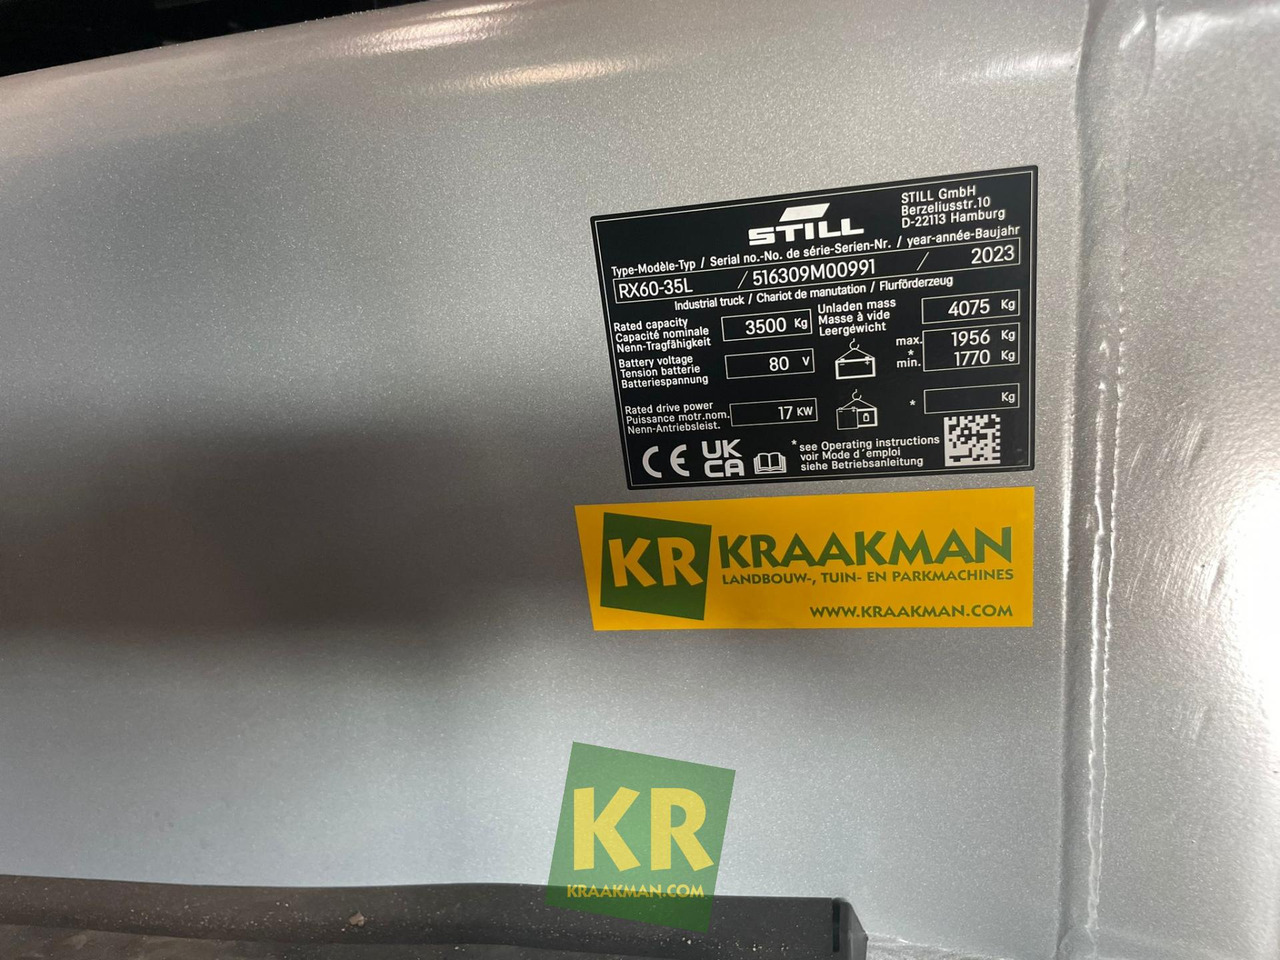 STILL
STILL GmbH
Berzeliusstr.10
D-22113 Hamburg
Type-Modèle-Typ / Serial no.-No. de série-Serien-Nr. / year-année-Baujahr
RX60-35L / 516309M00991 / 2023
Industrial truck / Chariot de manutation / Flurförderzeug
Rated capacity
Capacité nominale
Nenn-Tragfähigkeit
3500 Kg
Unladen mass
Masse à vide
Leergewicht
4075 Kg
Battery voltage
Tension batterie
Batteriespannung
80 V
max. 1956 Kg
*
min. 1770 Kg
Rated drive power
Puissance motr.nom.
Nenn-Antriebsleist.
17 KW
* Kg
CE UK
CA
* see Operating instructions
voir Mode d'emploi
siehe Betriebsanleitung
KR KRAAKMAN
LANDBOUW-, TUIN- EN PARKMACHINES
WWW.KRAAKMAN.COM
KR
KRAAKMAN.COM